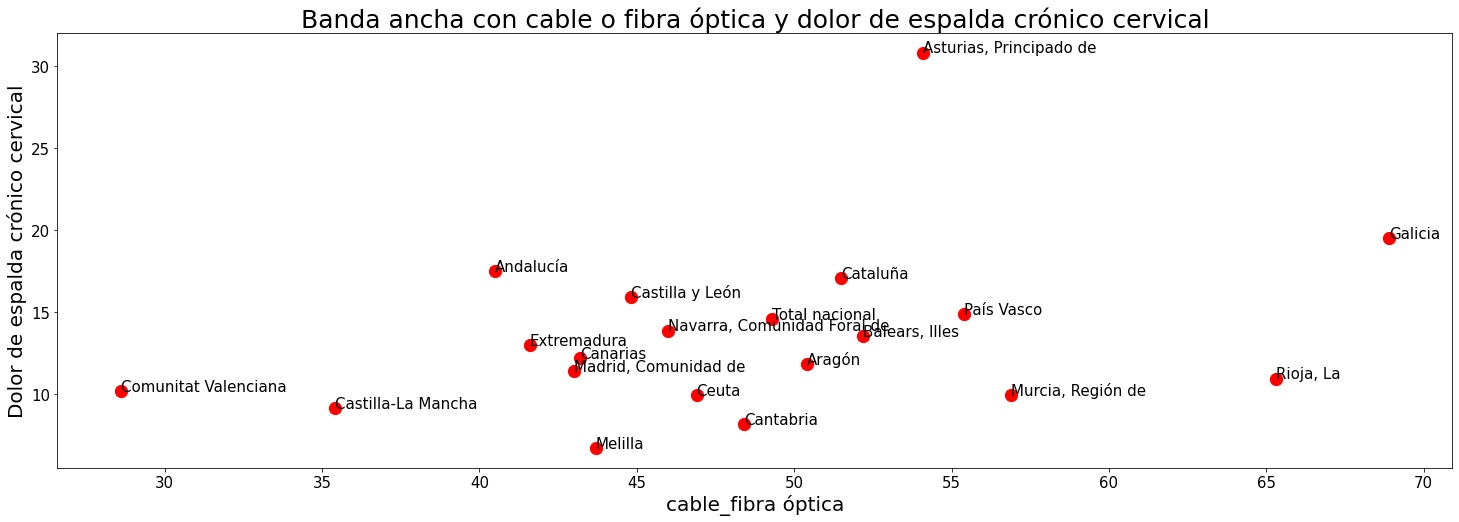 Banda ancha con cable o fibra óptica y dolor de espalda crónico cervical
Dolor de espalda crónico cervical
30
25
20
15
10
Asturias, Principado de
Galicia
Andalucía
Cataluña
Castilla y León
Total nacional
País Vasco
Navarra, Comunidad Foral de
Balears, Illes
Extremadura
Canarias
Aragón
Madrid, Comunidad de
Rioja, La
Comunitat Valenciana
Ceuta
Murcia, Región de
Castilla-La Mancha
Cantabria
Melilla
30 35 40 45 50 55 60 65 70
cable_fibra óptica